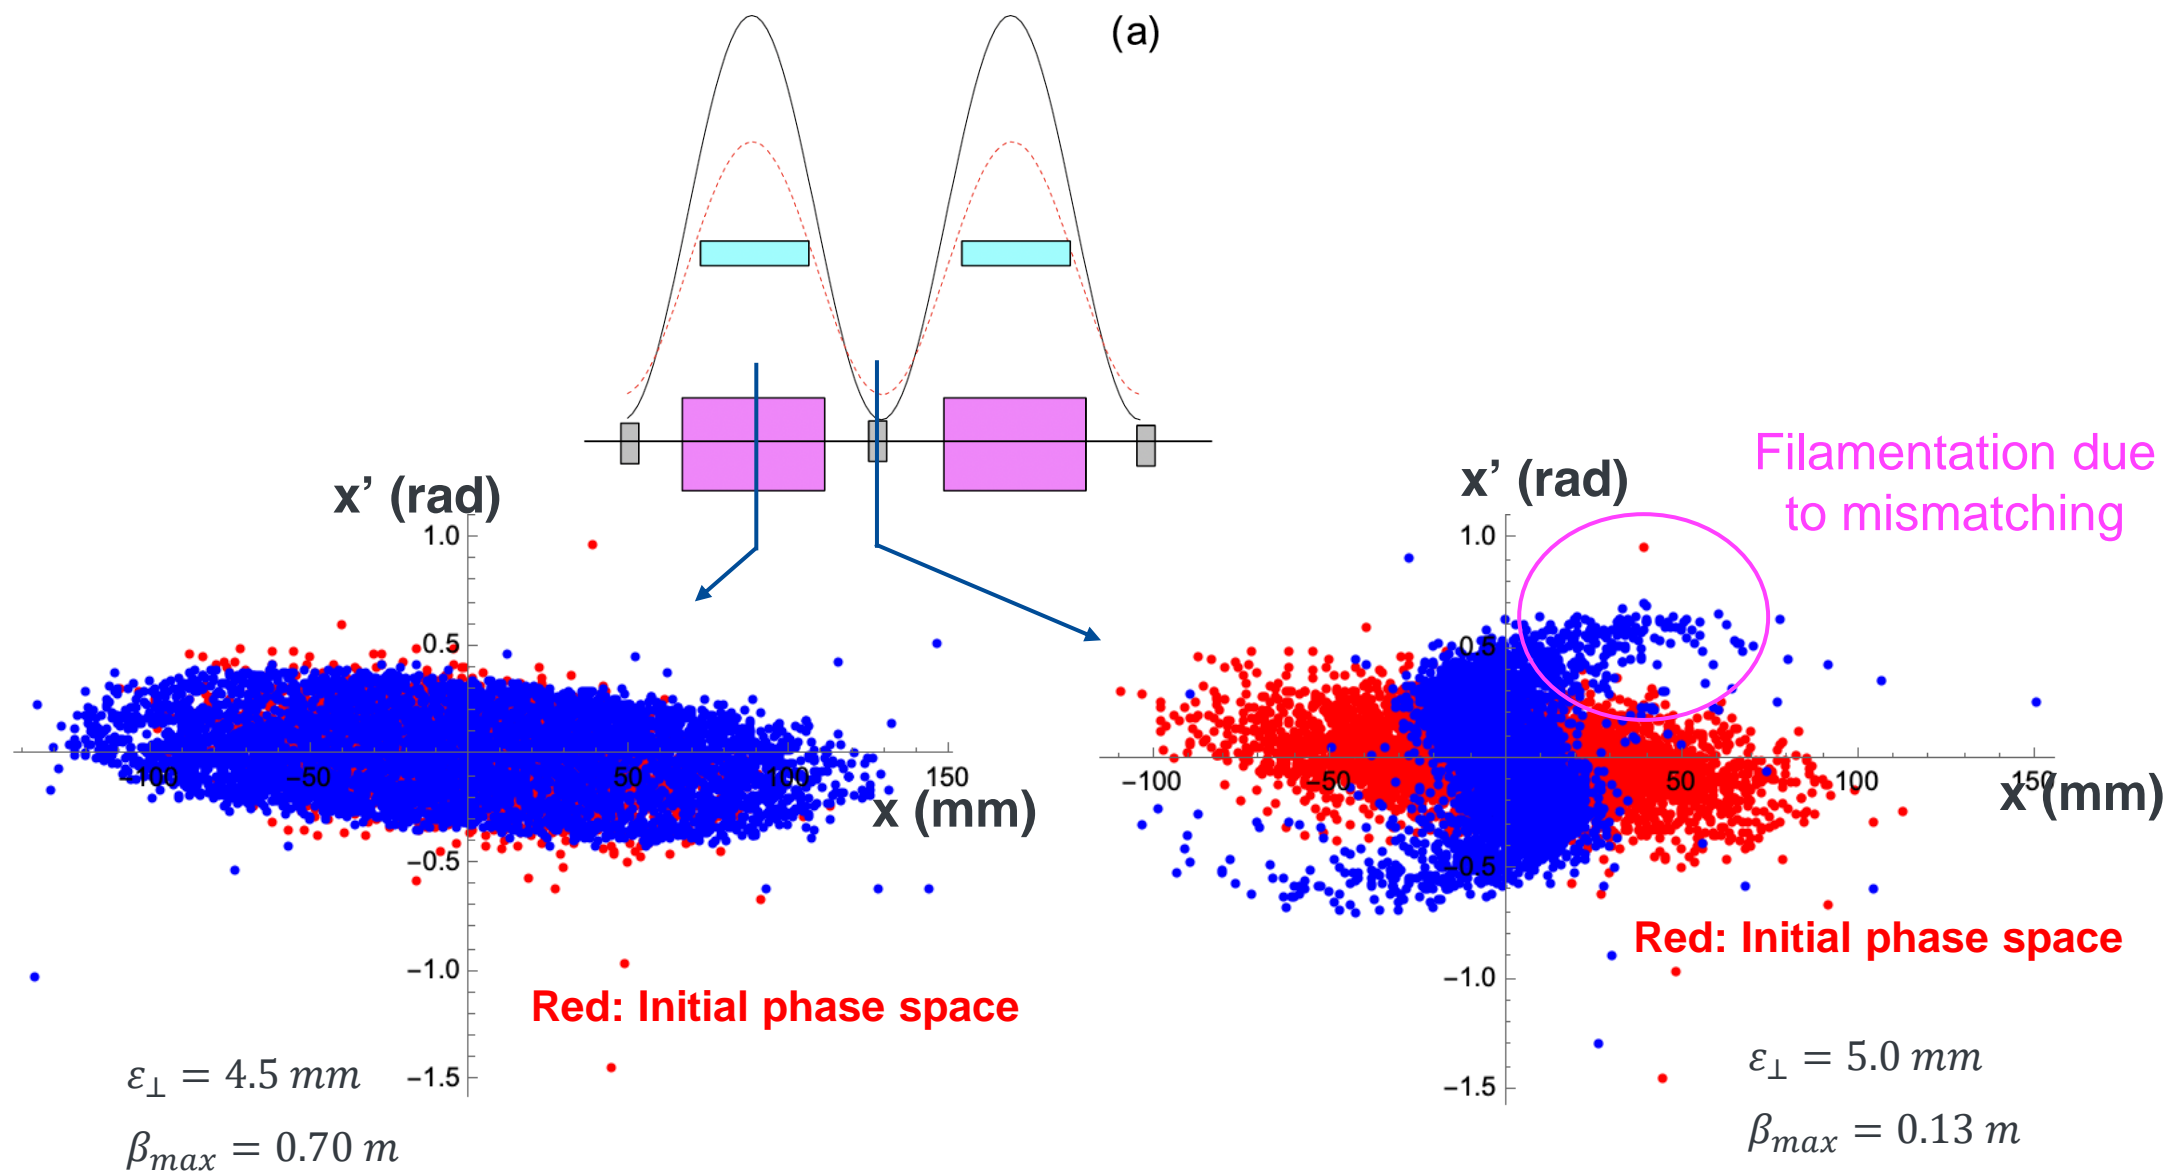 (a)
Filamentation due
to mismatching
x’ (rad)
1.0
0.5
−100
−50
50
100
150
x (mm)
−0.5
−1.0
−1.5
Red: Initial phase space
ε⊥ = 4.5 mm
βmax = 0.70 m
x’ (rad)
1.0
0.5
−100
−50
50
100
150
x (mm)
−0.5
−1.0
−1.5
Red: Initial phase space
ε⊥ = 5.0 mm
βmax = 0.13 m